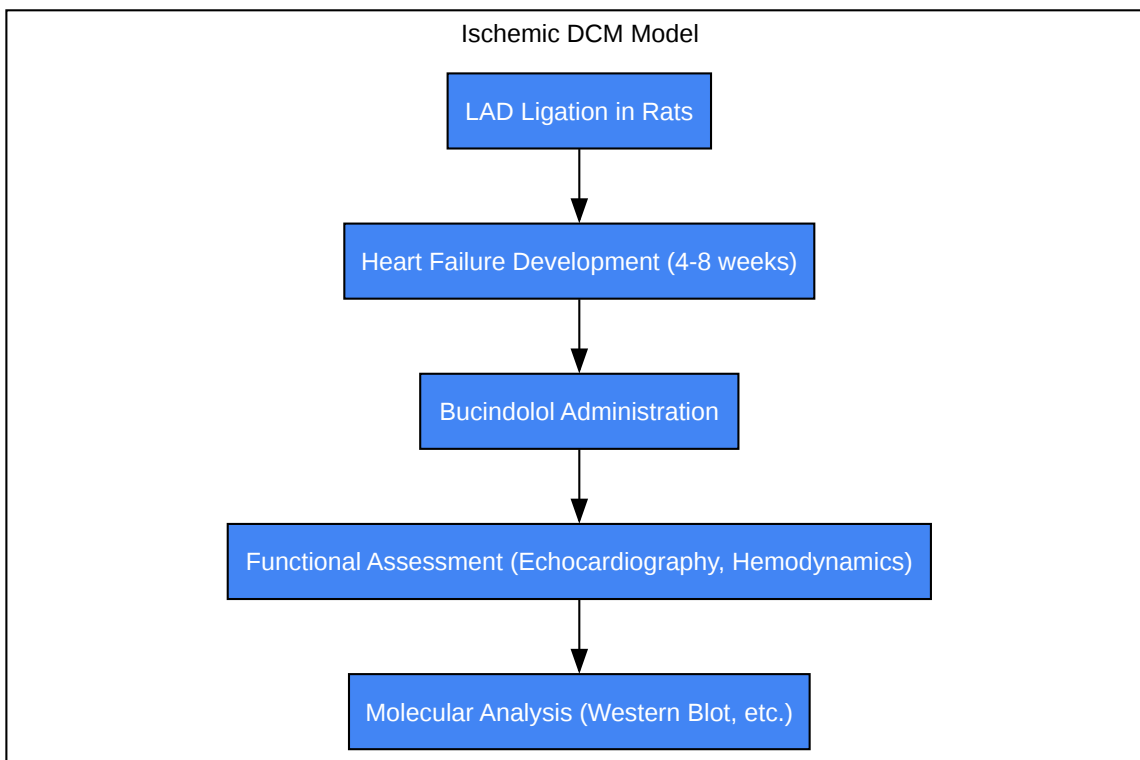 Ischemic DCM Model
LAD Ligation in Rats
Heart Failure Development (4-8 weeks)
Bucindolol Administration
Functional Assessment (Echocardiography, Hemodynamics)
Molecular Analysis (Western Blot, etc.)